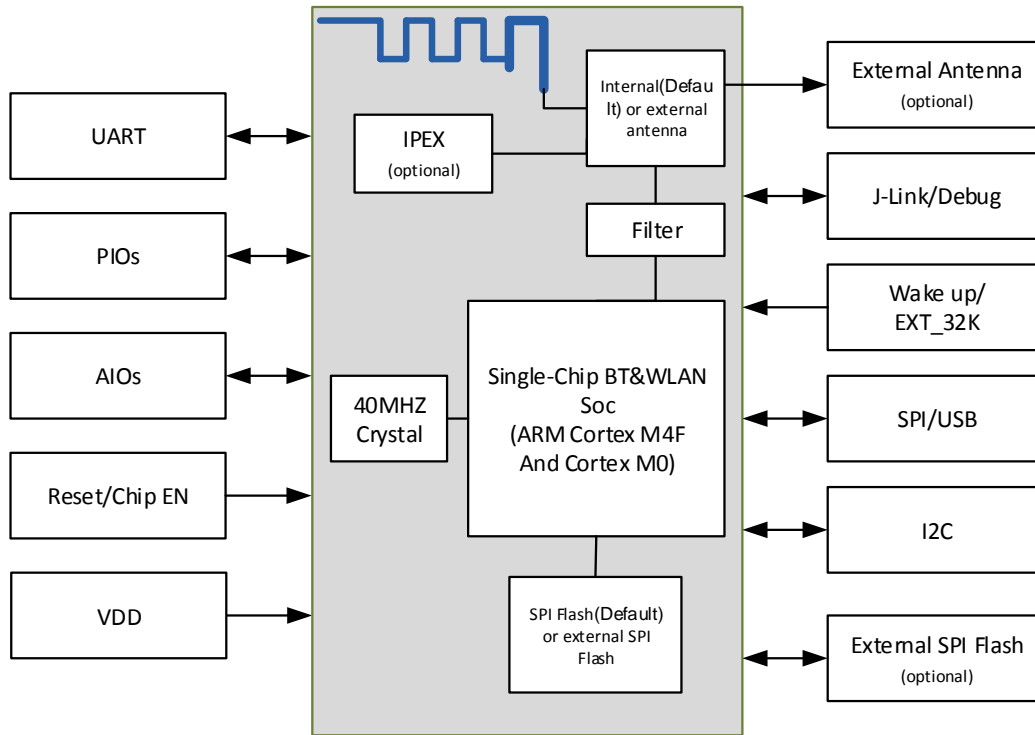 UART
PIOs
AIOs
Reset/Chip EN
VDD
Internal(Defau
lt) or external
antenna
IPEX
(optional)
Filter
Single-Chip BT&WLAN
Soc
(ARM Cortex M4F
And Cortex M0)
40MHZ
Crystal
SPI Flash(Default)
or external SPI
Flash
External Antenna
(optional)
J-Link/Debug
Wake up/
EXT_32K
SPI/USB
I2C
External SPI Flash
(optional)